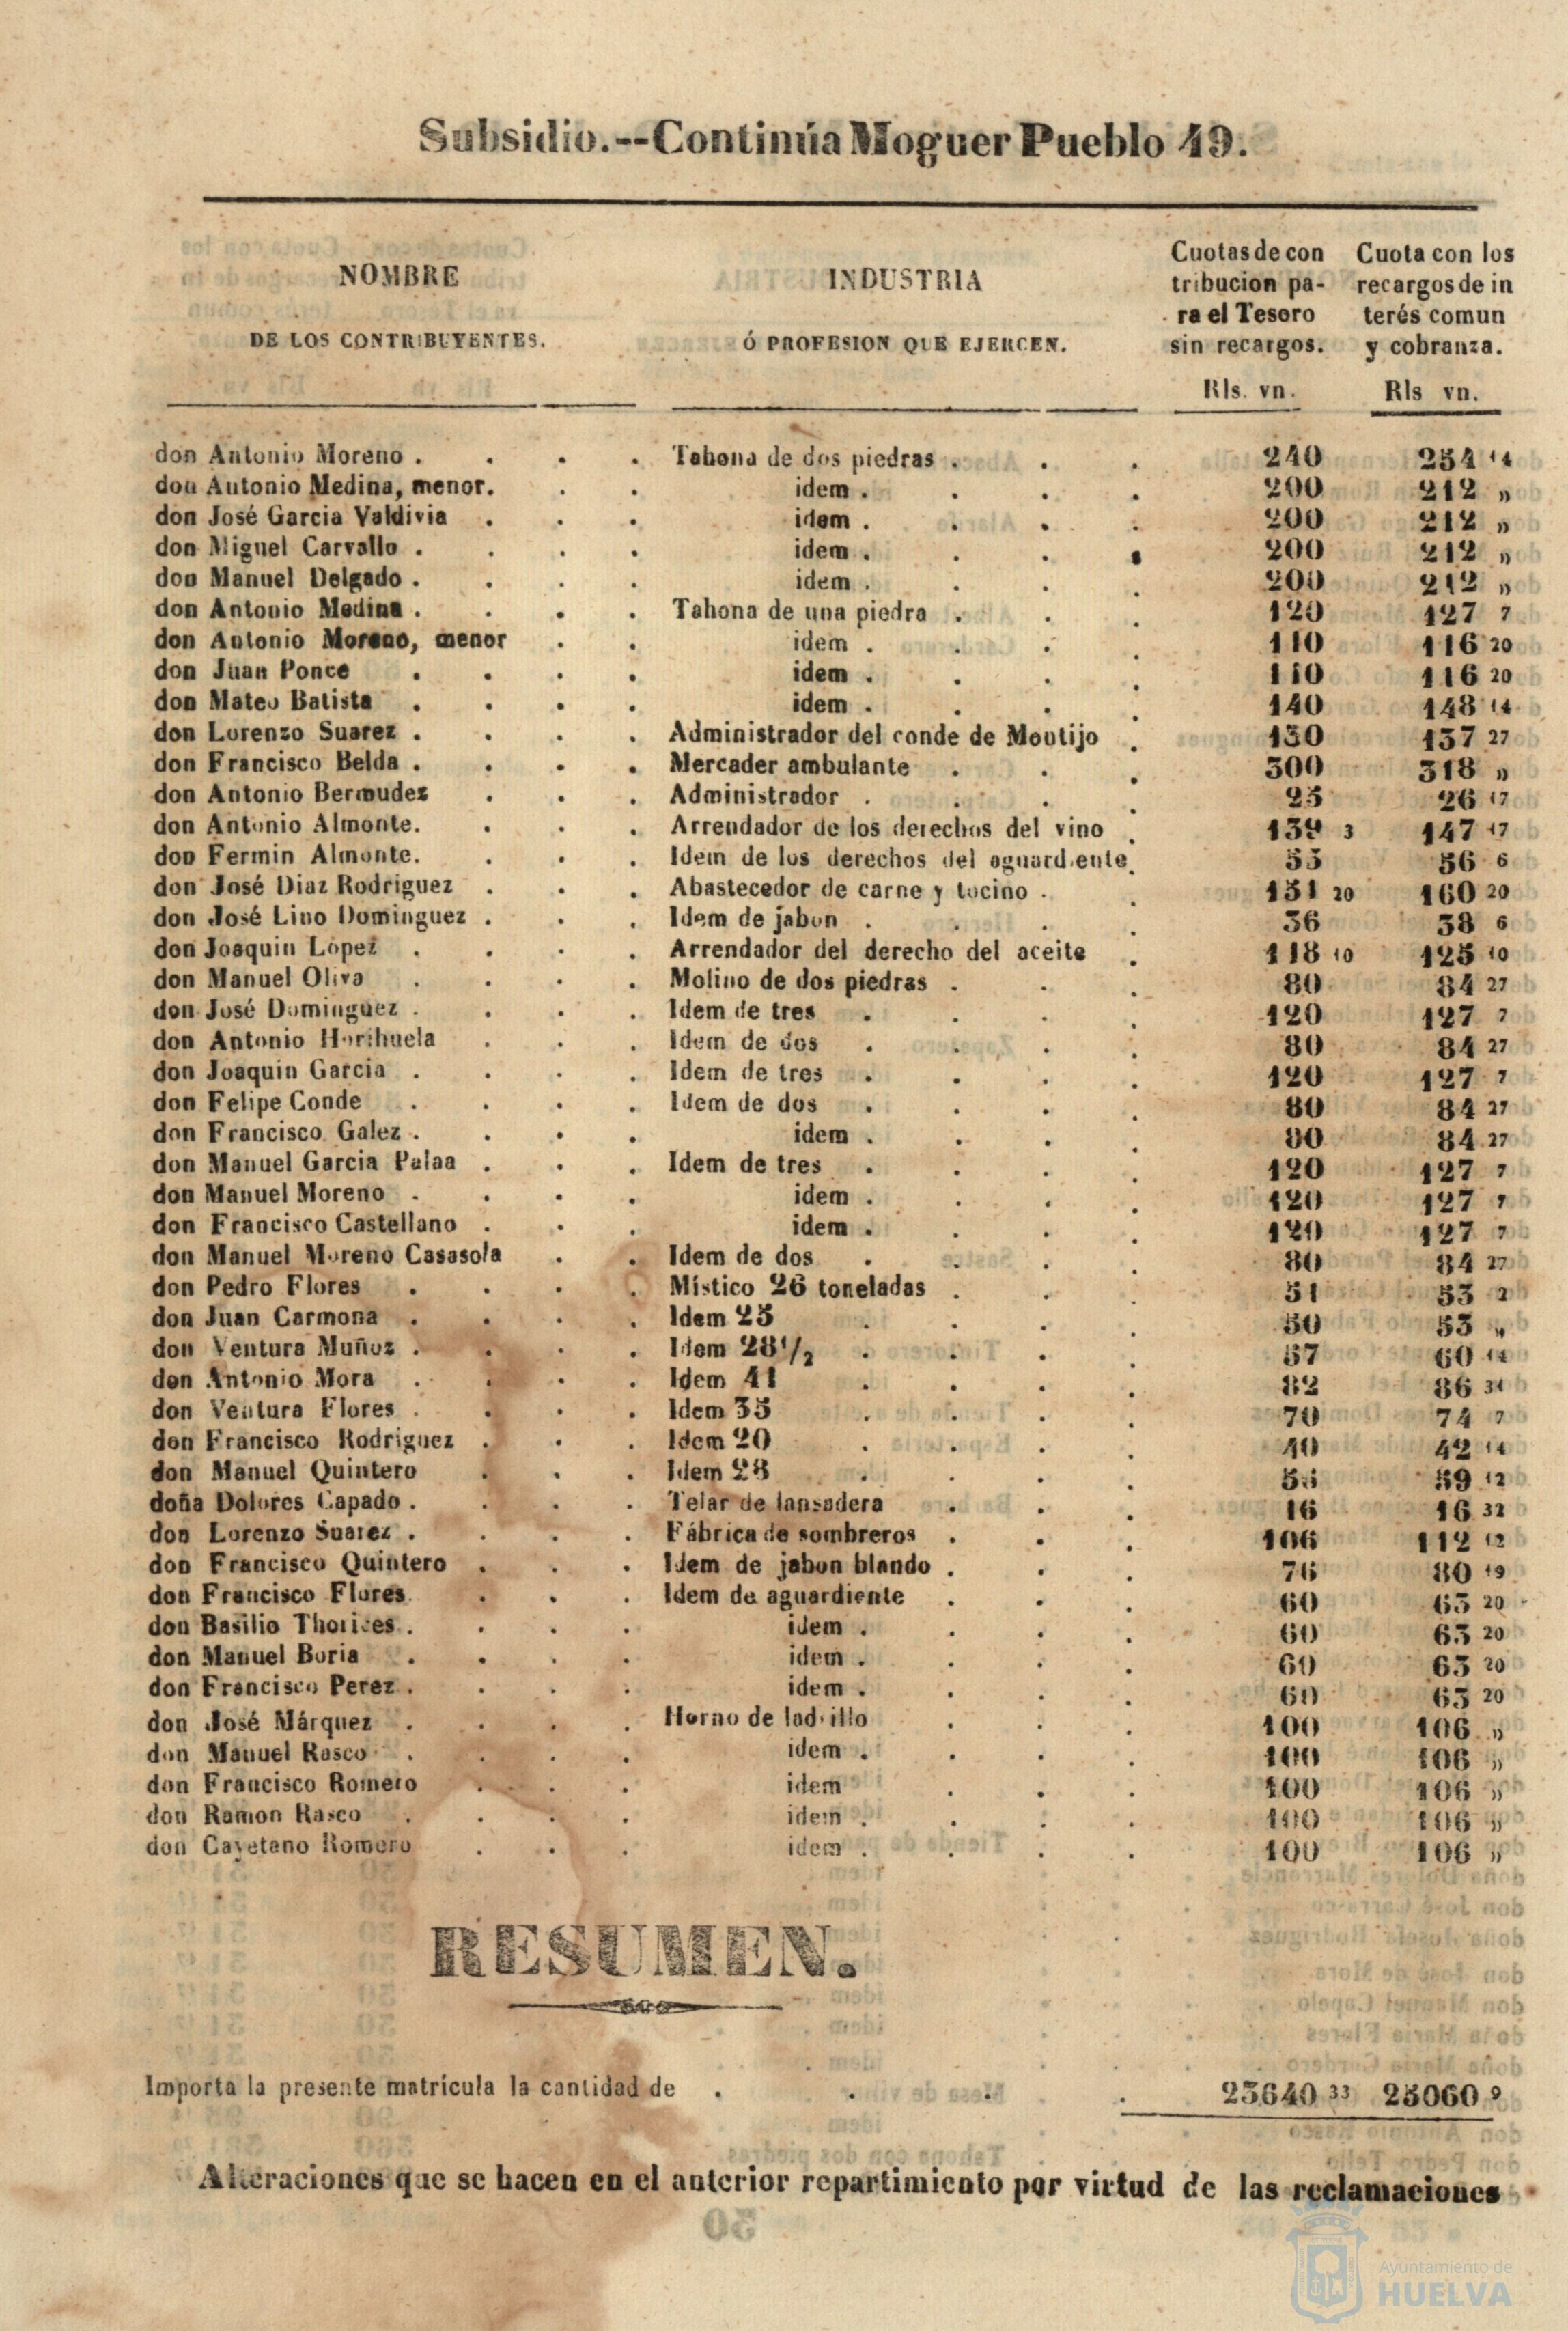 Subsidio.--Continúa Moguer Pueblo 49.
NOMBRE
DE LOS CONTRIBUYENTES.
INDUSTRIA
Ó PROFESION QUE EJERCEN.
Cuotas de con
tribucion pa-
ra el Tesoro
sin recargos.
Rls. vn.
Cuota con los
recargos de in
terés comun
y cobranza.
Rls vn.
don Antonio Moreno . . . . Tahona de dos piedras . . . 240 254 14
don Antonio Medina, menor. . . idem . . . . 200 212 „
don José Garcia Valdivia . . . idem . . . . 200 212 „
don Miguel Carvallo . . . . idem . . . . 200 212 „
don Manuel Delgado . . . . idem . . . . 200 212 „
don Antonio Medina . . . . Tahona de una piedra . . . 120 127 7
don Antonio Moreno, menor . . idem . . . . 110 116 20
don Juan Ponce . . . . idem . . . . 110 116 20
don Mateo Batista . . . . idem . . . . 140 148 14
don Lorenzo Suarez . . . . Administrador del conde de Montijo . 130 137 27
don Francisco Belda . . . . Mercader ambulante . . . 300 318 „
don Antonio Bermudez . . . Administrador . . . . 25 26 17
don Antonio Almonte. . . . Arrendador de los derechos del vino . 139 3 147 17
don Fermin Almonte. . . . Idem de los derechos del aguardiente. 53 56 6
don José Diaz Rodriguez . . . Abastecedor de carne y tocino . . 151 20 160 20
don José Lino Dominguez . . . Idem de jabon . . . . 36 38 6
don Joaquin Lopez . . . . Arrendador del derecho del aceite . 118 10 125 10
don Manuel Oliva . . . . Molino de dos piedras . . . 80 84 27
don José Dominguez . . . . Idem de tres . . . . 120 127 7
don Antonio Horihuela . . . Idem de dos . . . . 80 84 27
don Joaquin Garcia . . . . Idem de tres . . . . 120 127 7
don Felipe Conde . . . . Idem de dos . . . . 80 84 27
don Francisco Galez . . . . idem . . . . 80 84 27
don Manuel Garcia Palaa . . . Idem de tres . . . . 120 127 7
don Manuel Moreno . . . . idem . . . . 120 127 7
don Francisco Castellano . . . idem . . . . 120 127 7
don Manuel Moreno Casasola . . Idem de dos . . . . 80 84 27
don Pedro Flores . . . . Místico 26 toneladas . . . 51 53 2
don Juan Carmona . . . . Idem 25 . . . . 50 53 „
don Ventura Muñoz . . . . Idem 28 1/2 . . . . 57 60 14
don Antonio Mora . . . . Idem 41 . . . . 82 86 31
don Ventura Flores . . . . Idem 35 . . . . 70 74 7
don Francisco Rodriguez . . . Idem 20 . . . . 40 42 14
don Manuel Quintero . . . Idem 28 . . . . 56 59 12
doña Dolores Capado . . . . Telar de lansadera . . . 16 16 32
don Lorenzo Suarez . . . . Fábrica de sombreros . . . 106 112 12
don Francisco Quintero . . . Idem de jabon blando . . . 76 80 19
don Francisco Flores . . . Idem de aguardiente . . . 60 63 20
don Basilio Thorices . . . . idem . . . . 60 63 20
don Manuel Boria . . . . idem . . . . 60 63 20
don Francisco Perez . . . . idem . . . . 60 63 20
don José Márquez . . . . Horno de ladrillo . . . 100 106 „
don Manuel Rasco . . . . idem . . . . 100 106 „
don Francisco Romero . . . idem . . . 100 106 „
don Ramon Rasco . . . . idem . . . . 100 106 „
don Cayetano Romero . . . idem . . . . 100 106 „
RESUMEN.
Importa la presente matrícula la cantidad de . . . . 23640 33 25060 9
Alteraciones que se hacen en el anterior repartimiento por virtud de las reclamaciones
Ayuntamiento de
HUELVA